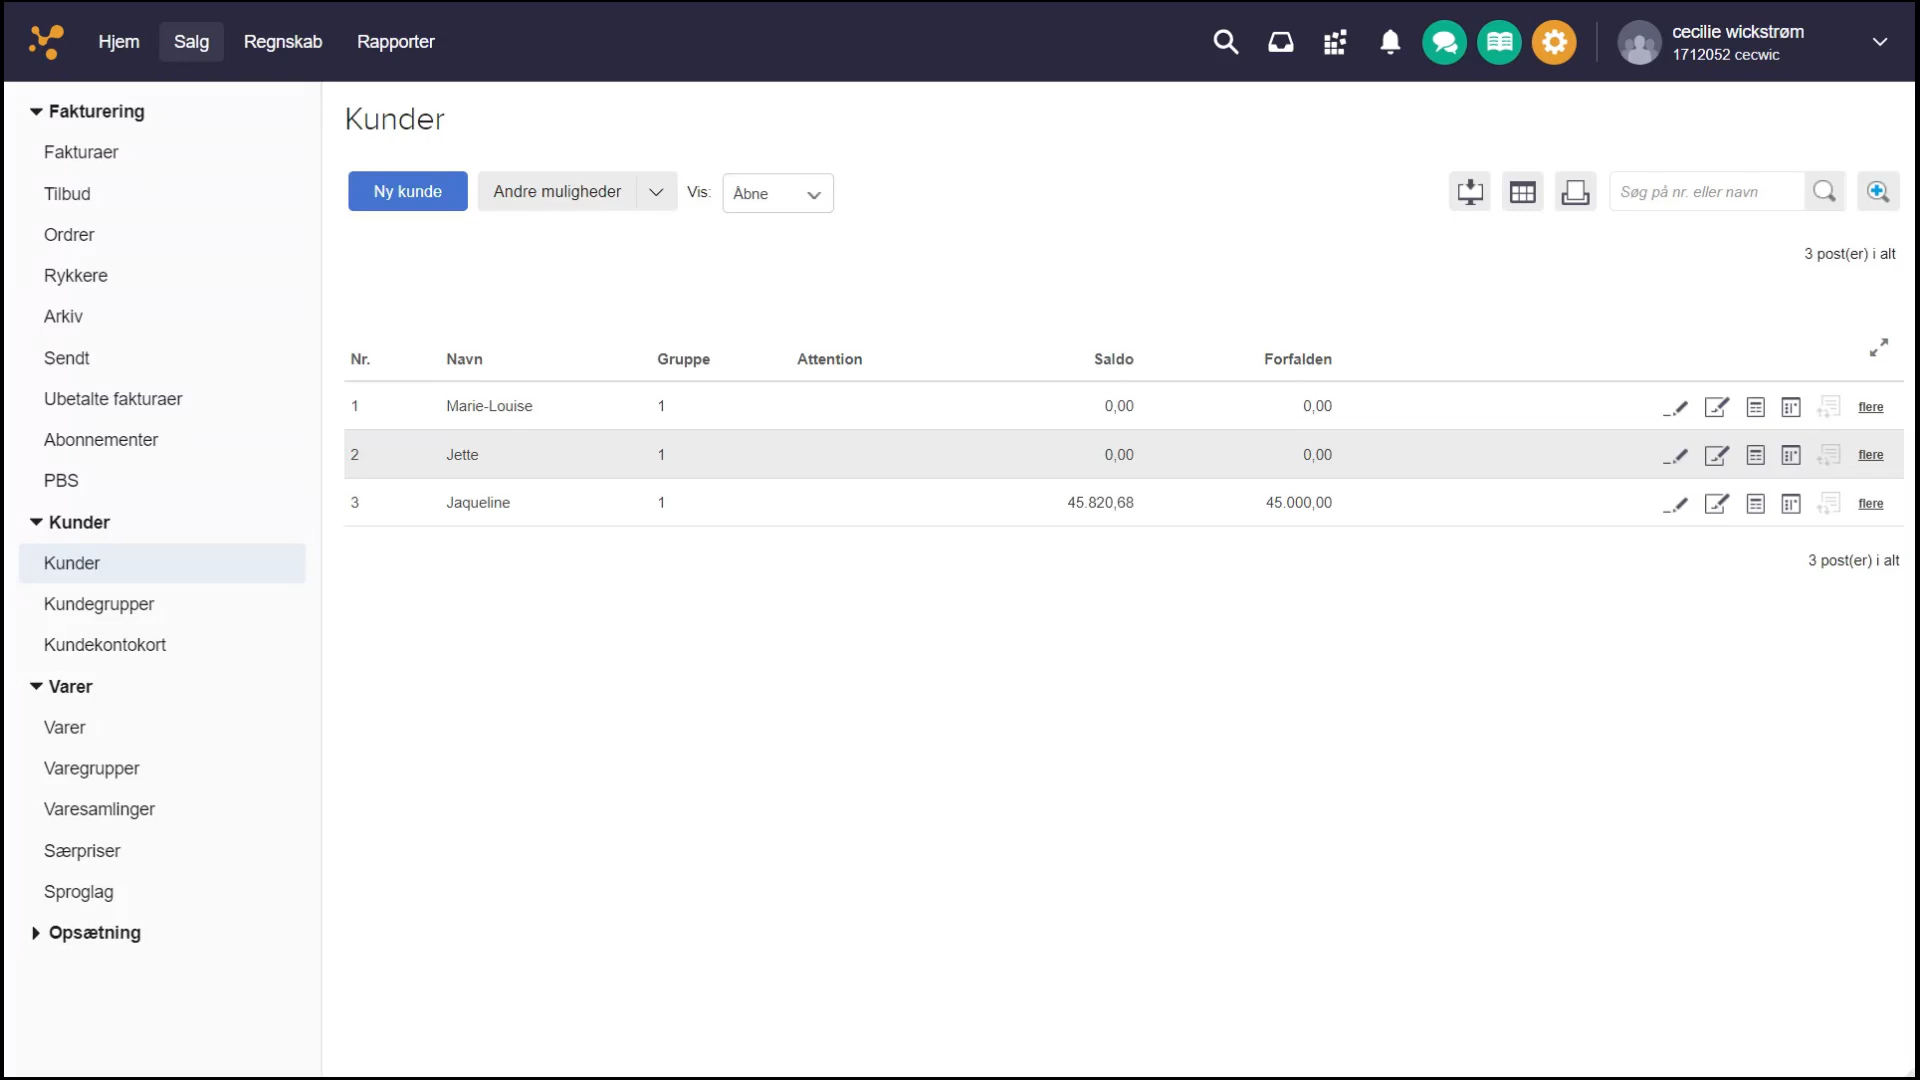 Hjem Salg Regnskab Rapporter
cecilie wickstrøm
1712052 cecwic
Fakturering
Fakturaer
Tilbud
Ordrer
Rykkere
Arkiv
Sendt
Ubetalte fakturaer
Abonnementer
PBS
Kunder
Kunder
Kundegrupper
Kundekontokort
Varer
Varer
Varegrupper
Varesamlinger
Særpriser
Sproglag
Opsætning
Kunder
Ny kunde Andre muligheder Vis: Åbne Søg på nr. eller navn
3 post(er) i alt
Nr. Navn Gruppe Attention Saldo Forfalden
1 Marie-Louise 1 0,00 0,00 flere
2 Jette 1 0,00 0,00 flere
3 Jaqueline 1 45.820,68 45.000,00 flere
3 post(er) i alt